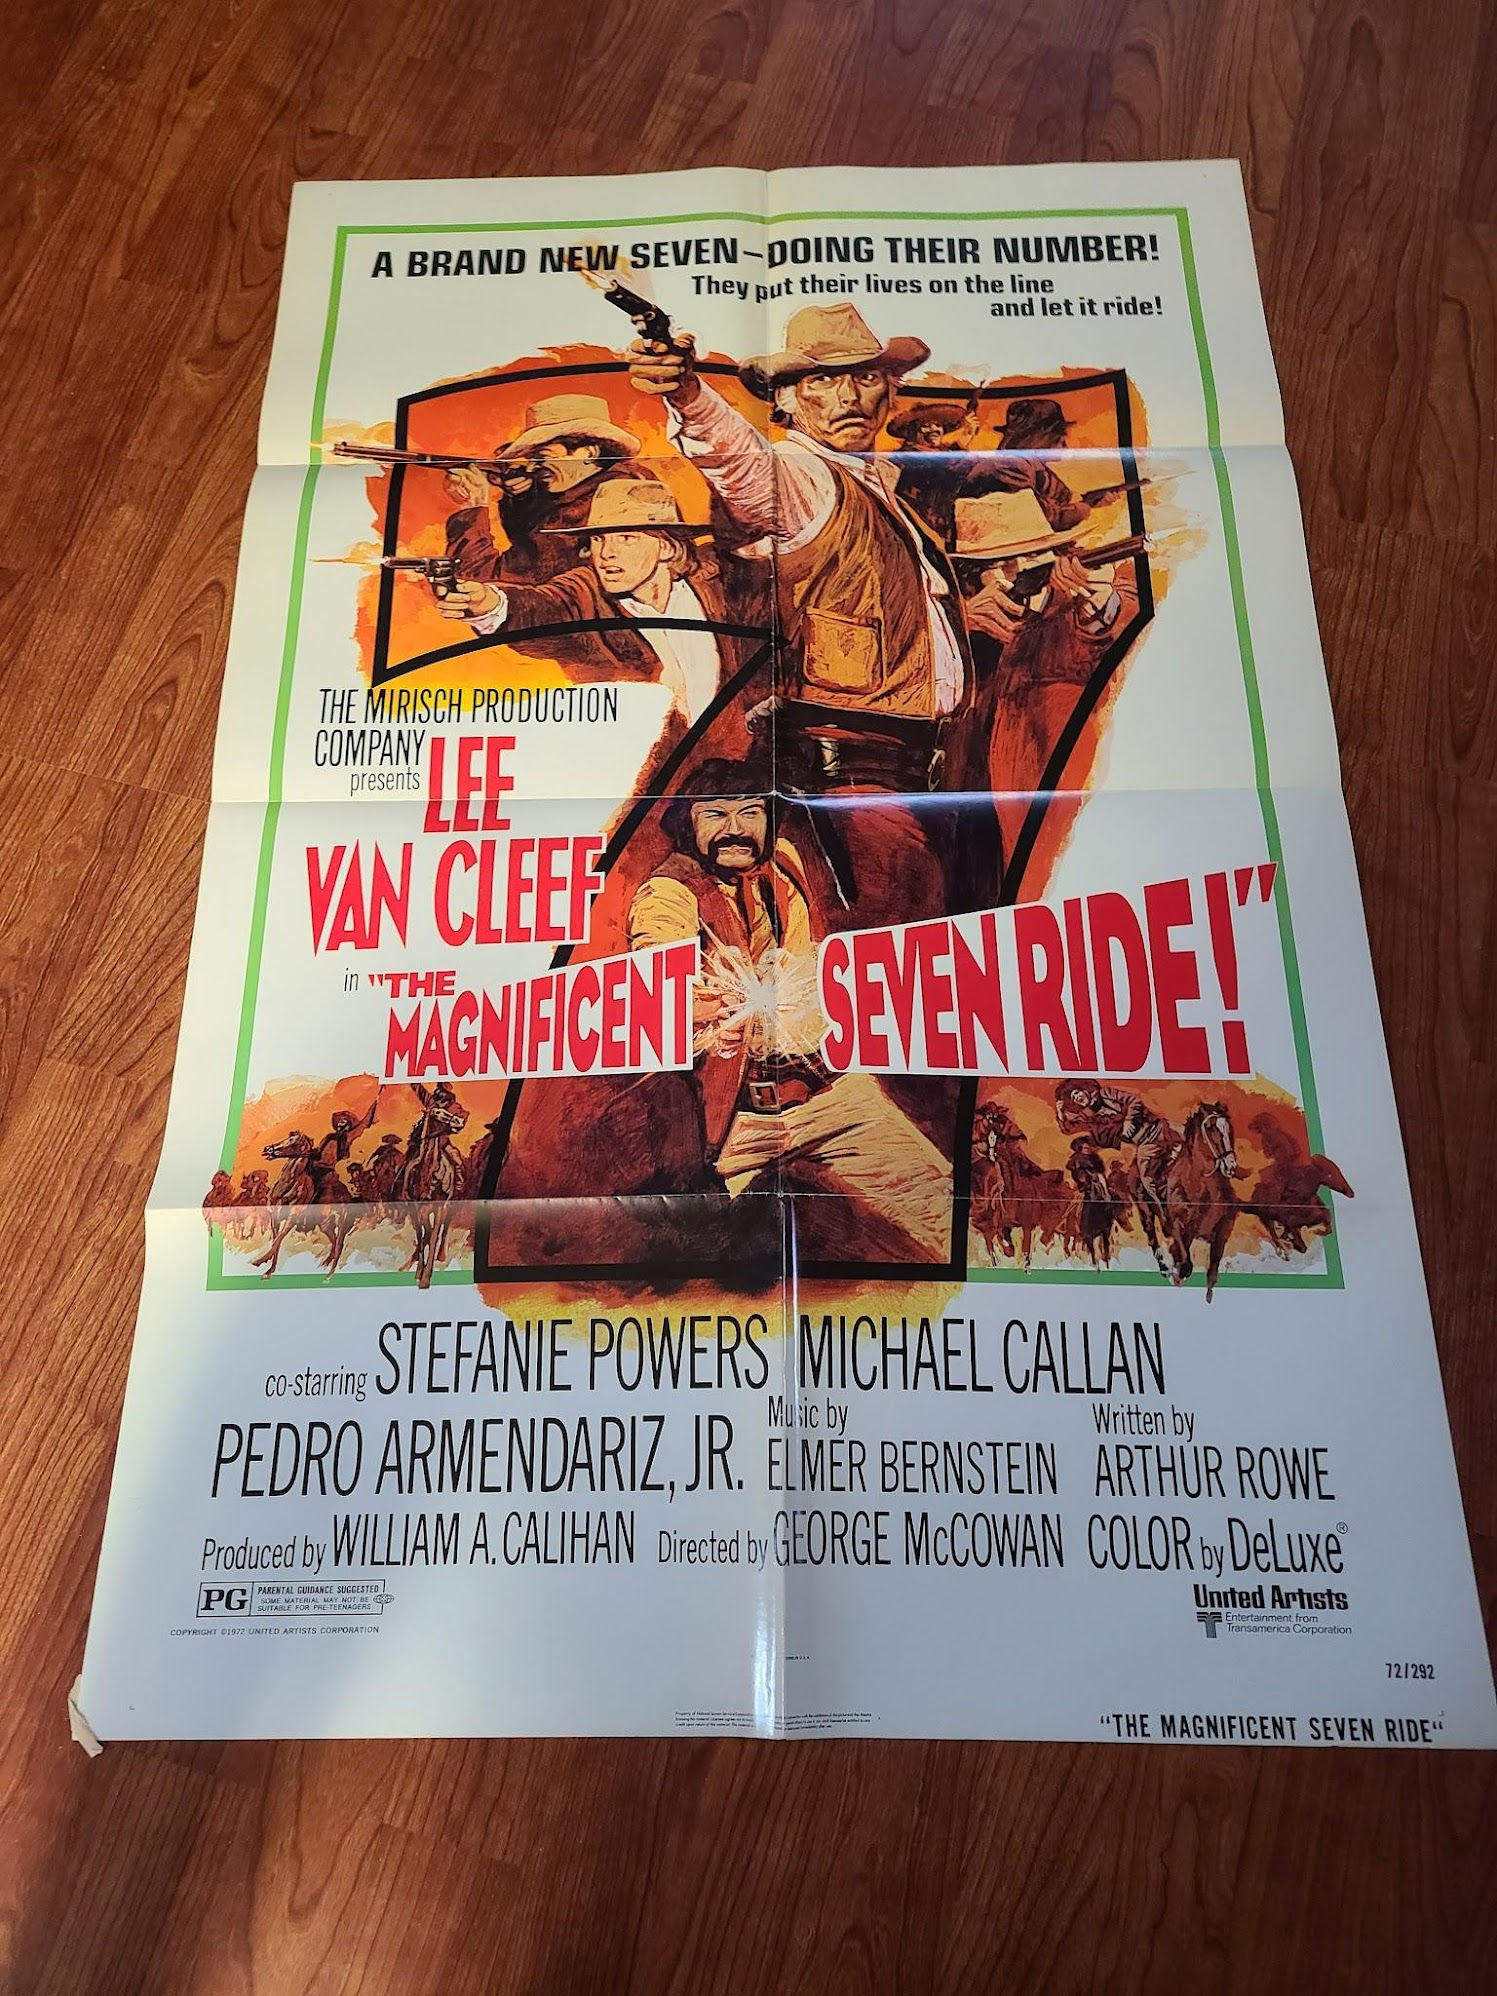 A BRAND NEW SEVEN—DOING THEIR NUMBER!
They put their lives on the line
and let it ride!
THE MIRISCH PRODUCTION
COMPANY
presents
LEE
VAN CLEEF
in "THE
MAGNIFICENT SEVEN RIDE!"
co-starring STEFANIE POWERS MICHAEL CALLAN
PEDRO ARMENDARIZ, JR.
Music by
ELMER BERNSTEIN
Written by
ARTHUR ROWE
Produced by WILLIAM A. CALIHAN Directed by GEORGE McCOWAN COLOR by DeLuxe®
PG PARENTAL GUIDANCE SUGGESTED
SOME MATERIAL MAY NOT BE
SUITABLE FOR PRE-TEENAGERS
COPYRIGHT ©1972 UNITED ARTISTS CORPORATION
United Artists
Entertainment from
Transamerica Corporation
72/292
"THE MAGNIFICENT SEVEN RIDE"